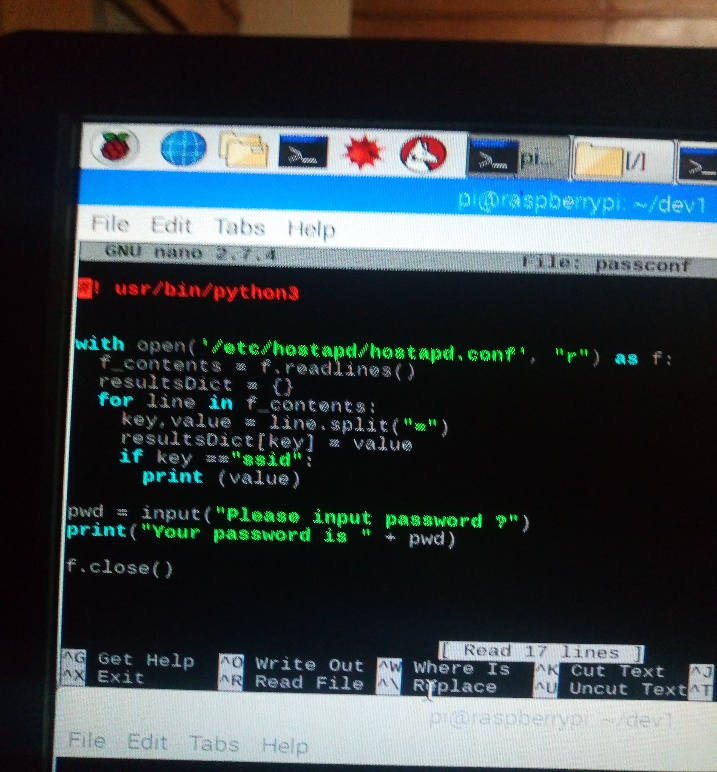 pi...
[/]
pi@raspberrypi: ~/dev1
File Edit Tabs Help
GNU nano 2.7.4 File: passconf
#! usr/bin/python3
with open('/etc/hostapd/hostapd.conf', "r") as f:
f_contents = f.readlines()
resultsDict = {}
for line in f_contents:
key,value = line.split("=")
resultsDict[key] = value
if key =="ssid":
print (value)
pwd = input("Please input password ?")
print("Your password is " + pwd)
f.close()
[ Read 17 lines ]
^G Get Help ^O Write Out ^W Where Is ^K Cut Text ^J
^X Exit ^R Read File ^\ Replace ^U Uncut Text ^T
pi@raspberrypi: ~/dev1
File Edit Tabs Help